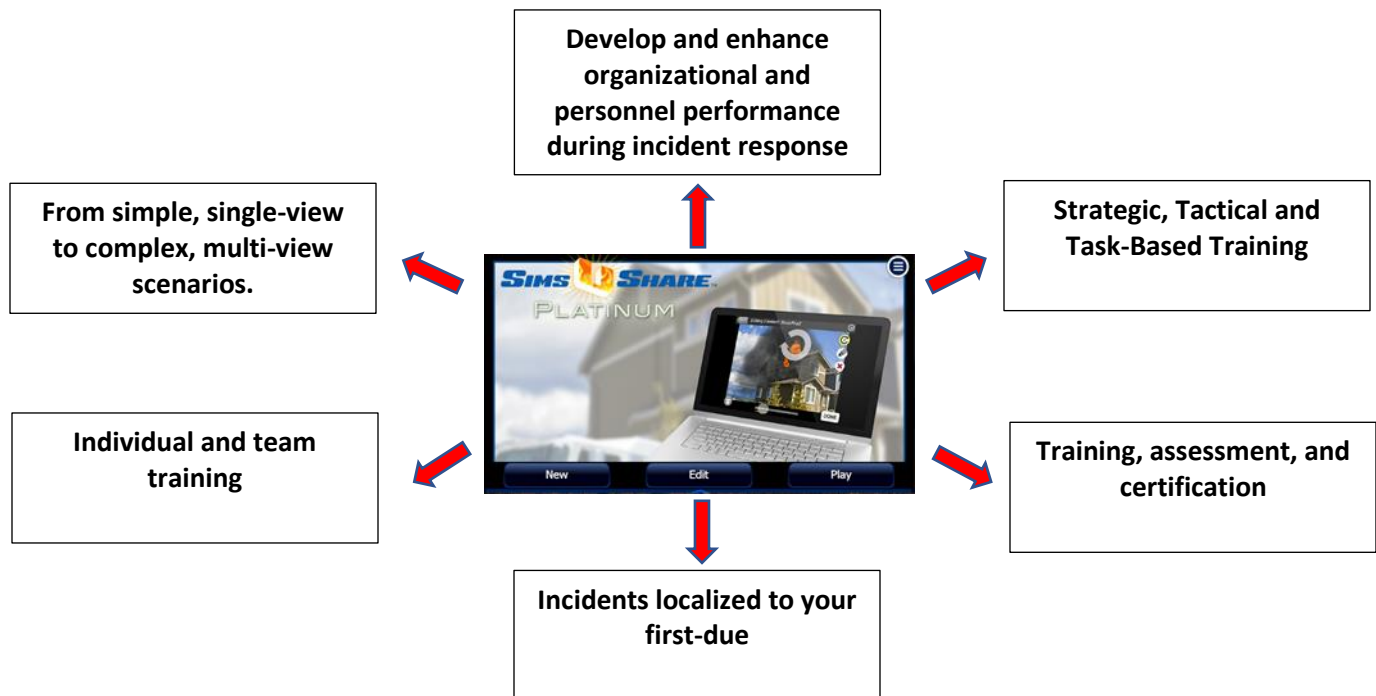 Develop and enhance
organizational and
personnel performance
during incident response
From simple, single-view
to complex, multi-view
scenarios.
Strategic, Tactical and
Task-Based Training
SIMS U SHARE™
PLATINUM
DONE
New Edit Play
Individual and team
training
Training, assessment, and
certification
Incidents localized to your
first-due